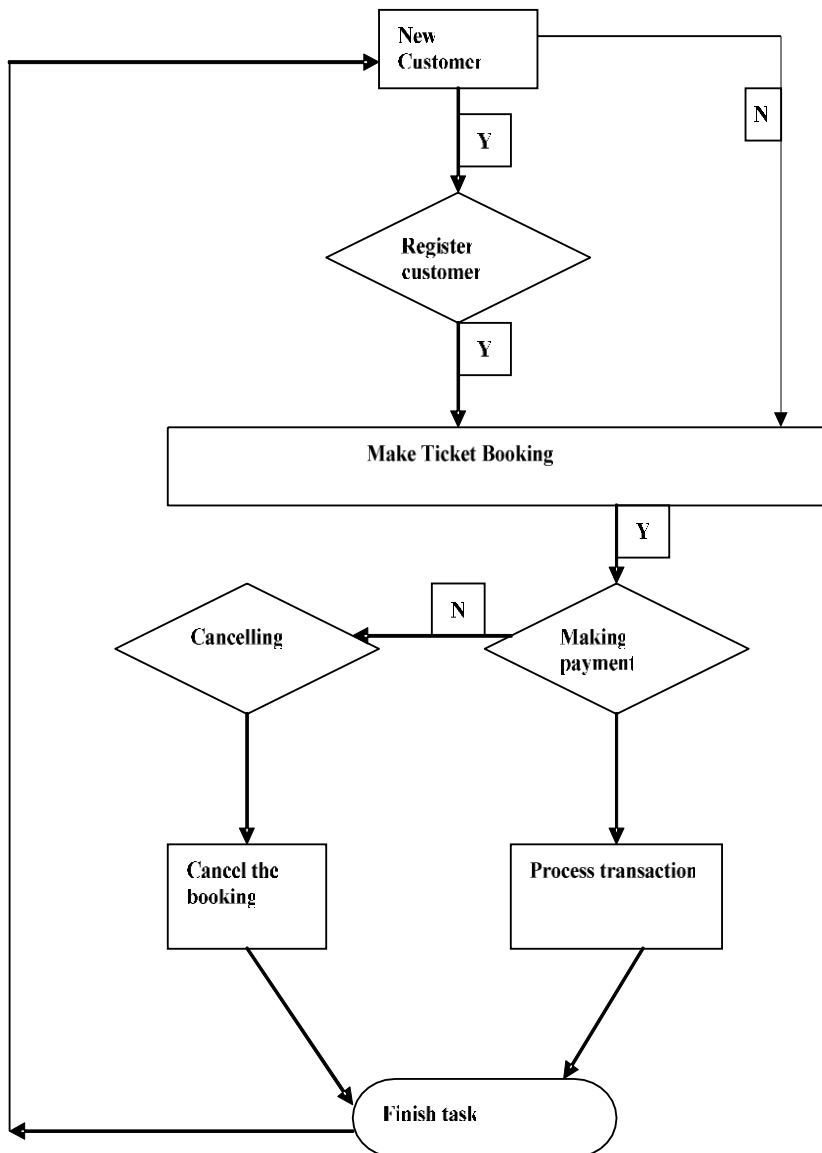 New
Customer
N
Y
Register
customer
Y
Make Ticket Booking
Y
N
Cancelling
Making
payment
Cancel the
booking
Process transaction
Finish task